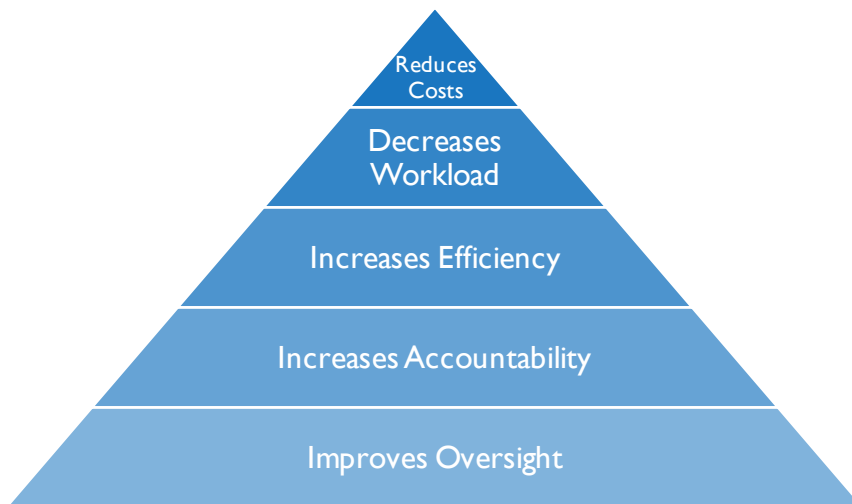 Reduces
Costs
Decreases
Workload
Increases Efficiency
Increases Accountability
Improves Oversight